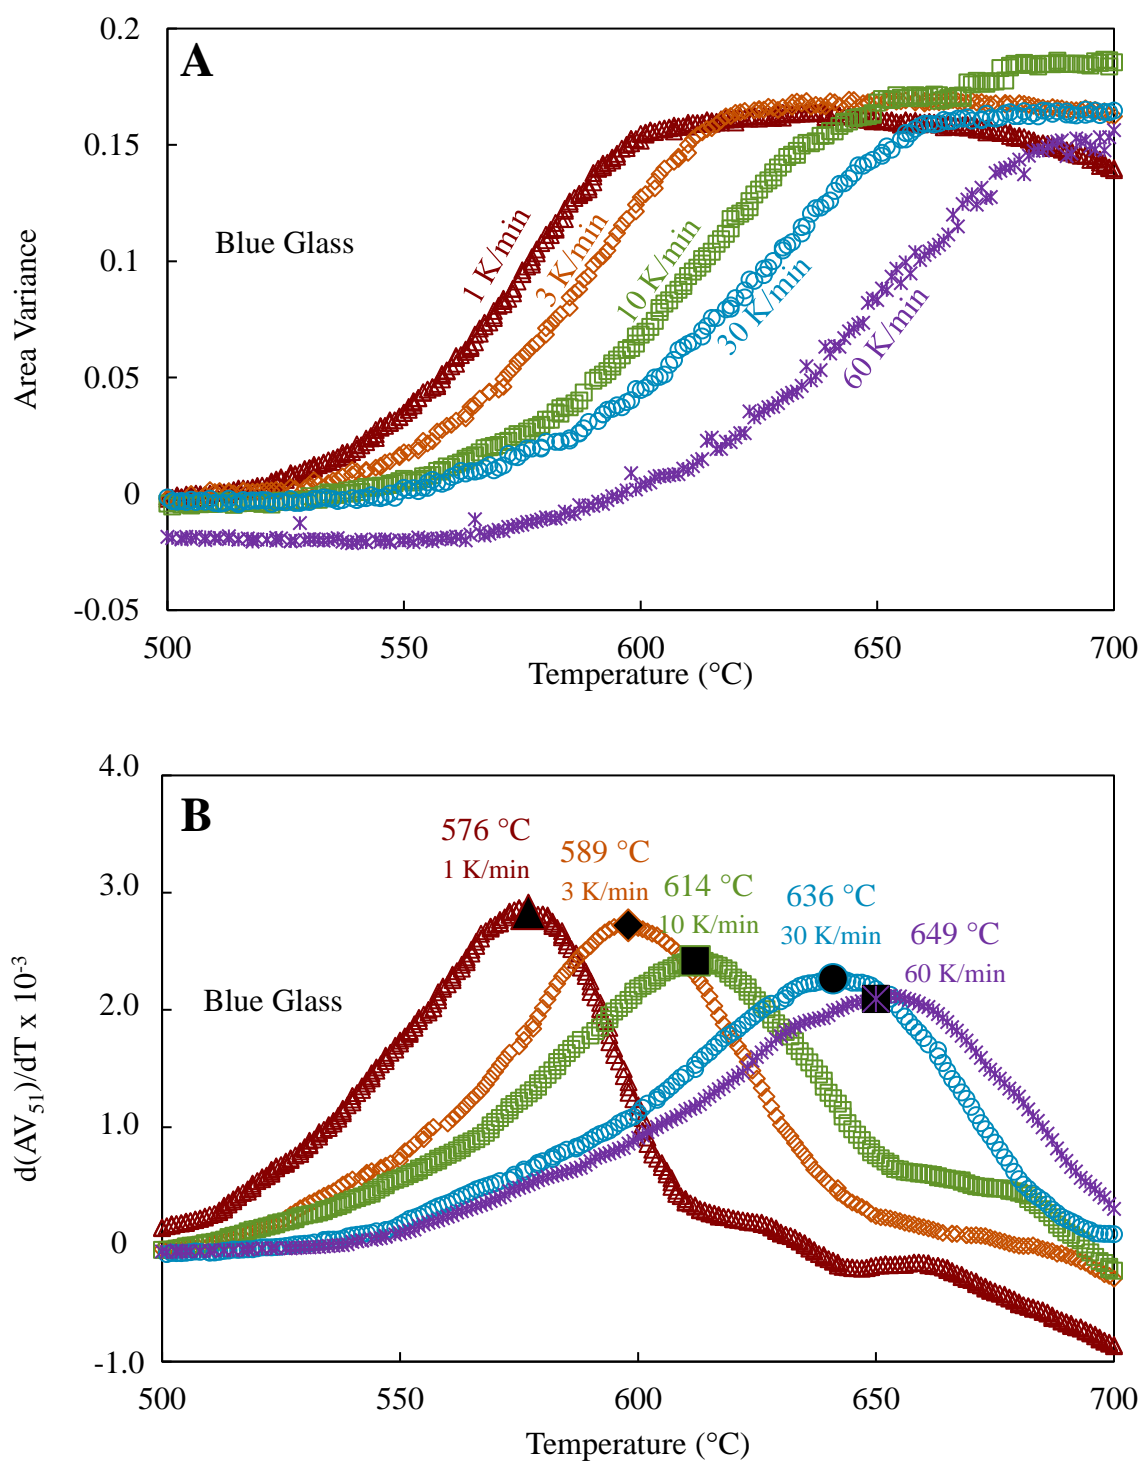 A
0.2
0.15
0.1
0.05
0
-0.05
Area Variance
Blue Glass
1 K/min
3 K/min
10 K/min
30 K/min
60 K/min
500
550
600
650
700
Temperature (°C)
B
4.0
3.0
2.0
1.0
0
-1.0
d(AV51)/dT x 10-3
Blue Glass
576 °C
1 K/min
589 °C
3 K/min
614 °C
10 K/min
636 °C
30 K/min
649 °C
60 K/min
500
550
600
650
700
Temperature (°C)